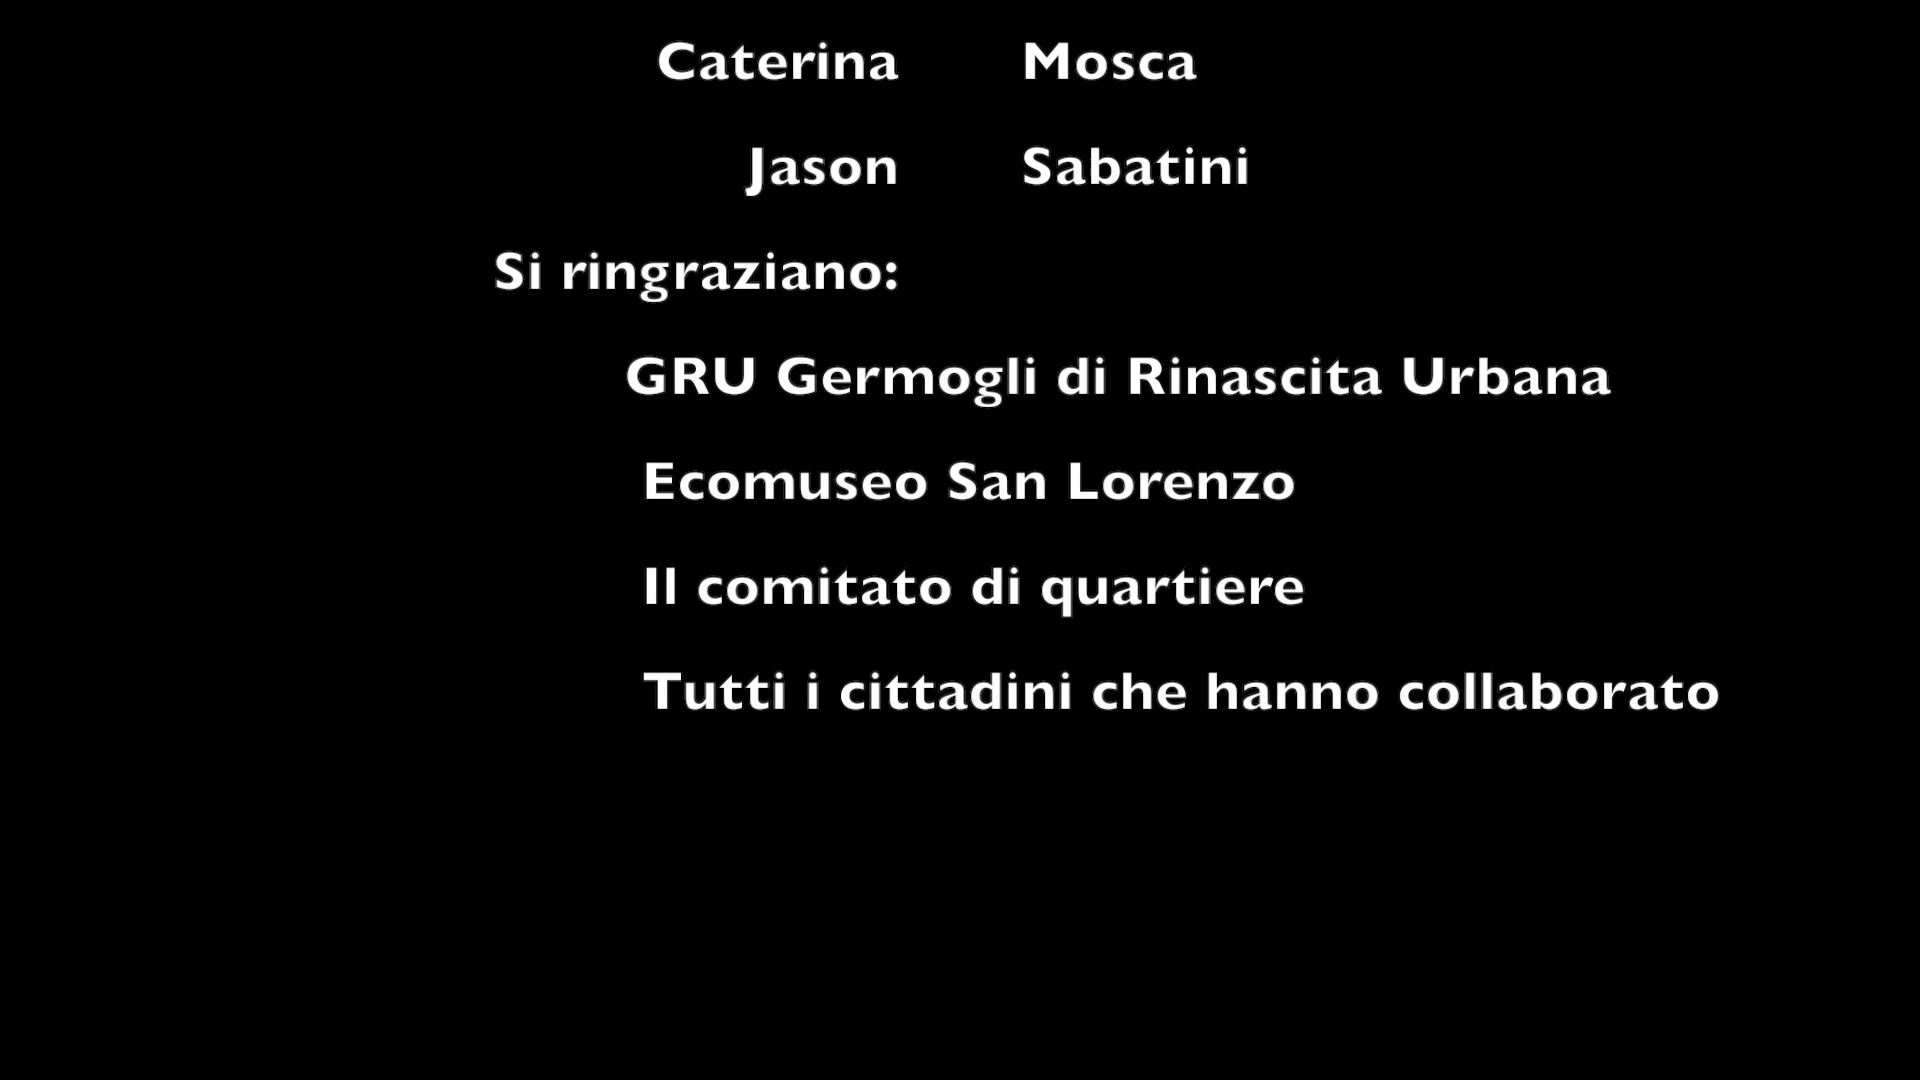 Caterina Mosca
Jason Sabatini
Si ringraziano:
GRU Germogli di Rinascita Urbana
Ecomuseo San Lorenzo
Il comitato di quartiere
Tutti i cittadini che hanno collaborato